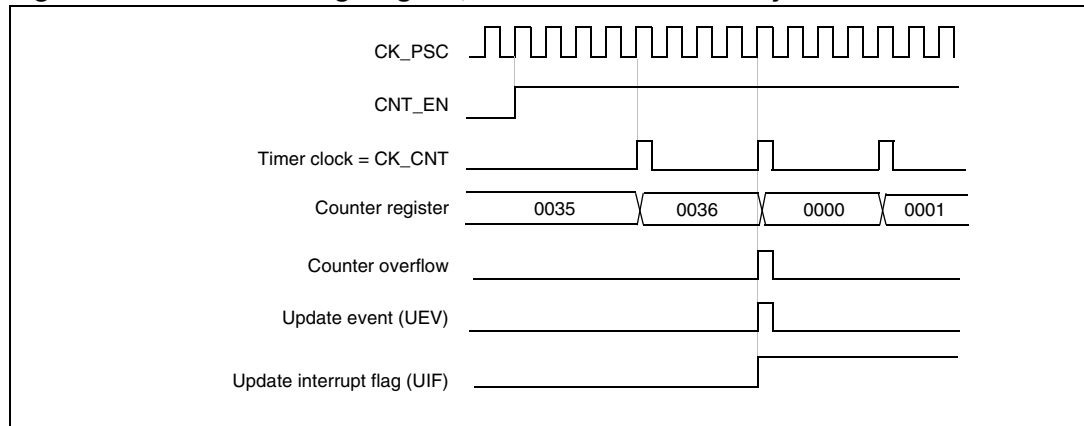 CK_PSC
CNT_EN
Timer clock = CK_CNT
Counter register 0035 0036 0000 0001
Counter overflow
Update event (UEV)
Update interrupt flag (UIF)